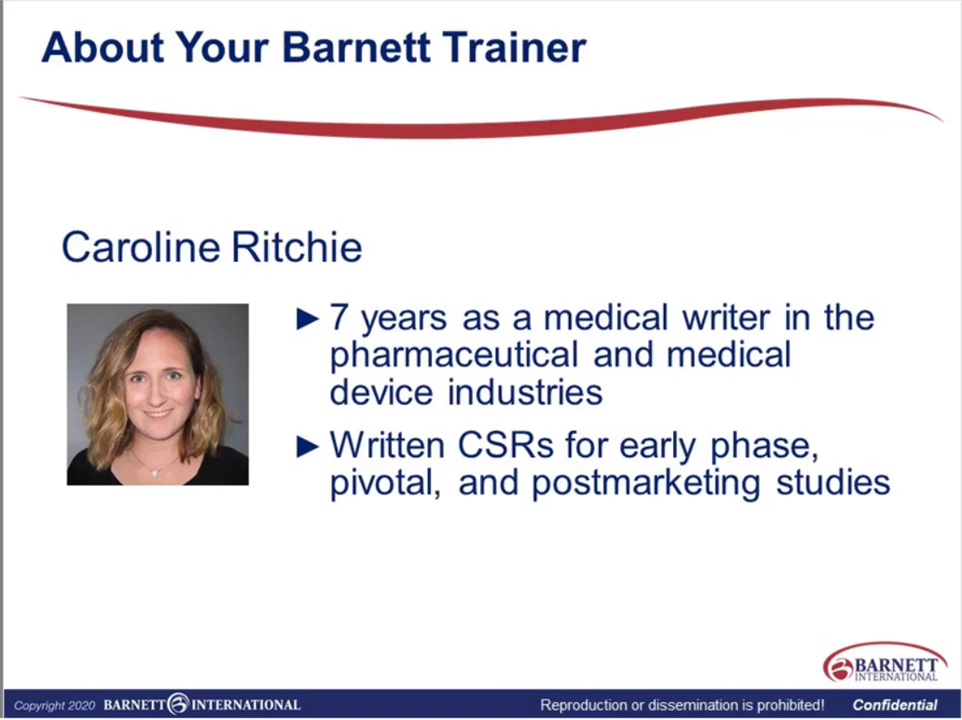 About Your Barnett Trainer
Caroline Ritchie
► 7 years as a medical writer in the
pharmaceutical and medical
device industries
► Written CSRs for early phase,
pivotal, and postmarketing studies
BARNETT
INTERNATIONAL
Copyright 2020 BARNETT INTERNATIONAL Reproduction or dissemination is prohibited! Confidential